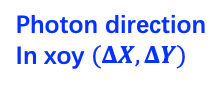 Photon direction
In xoy (ΔX, ΔY)